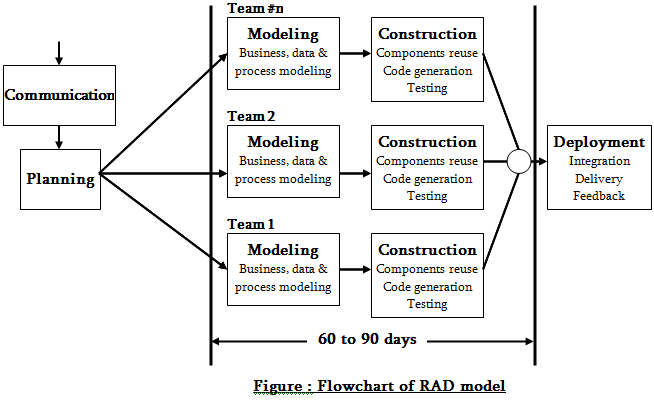 Communication
Planning
Team #n
Modeling
Business, data &
process modeling
Construction
Components reuse
Code generation
Testing
Team 2
Modeling
Business, data &
process modeling
Construction
Components reuse
Code generation
Testing
Team 1
Modeling
Business, data &
process modeling
Construction
Components reuse
Code generation
Testing
Deployment
Integration
Delivery
Feedback
60 to 90 days
Figure : Flowchart of RAD model